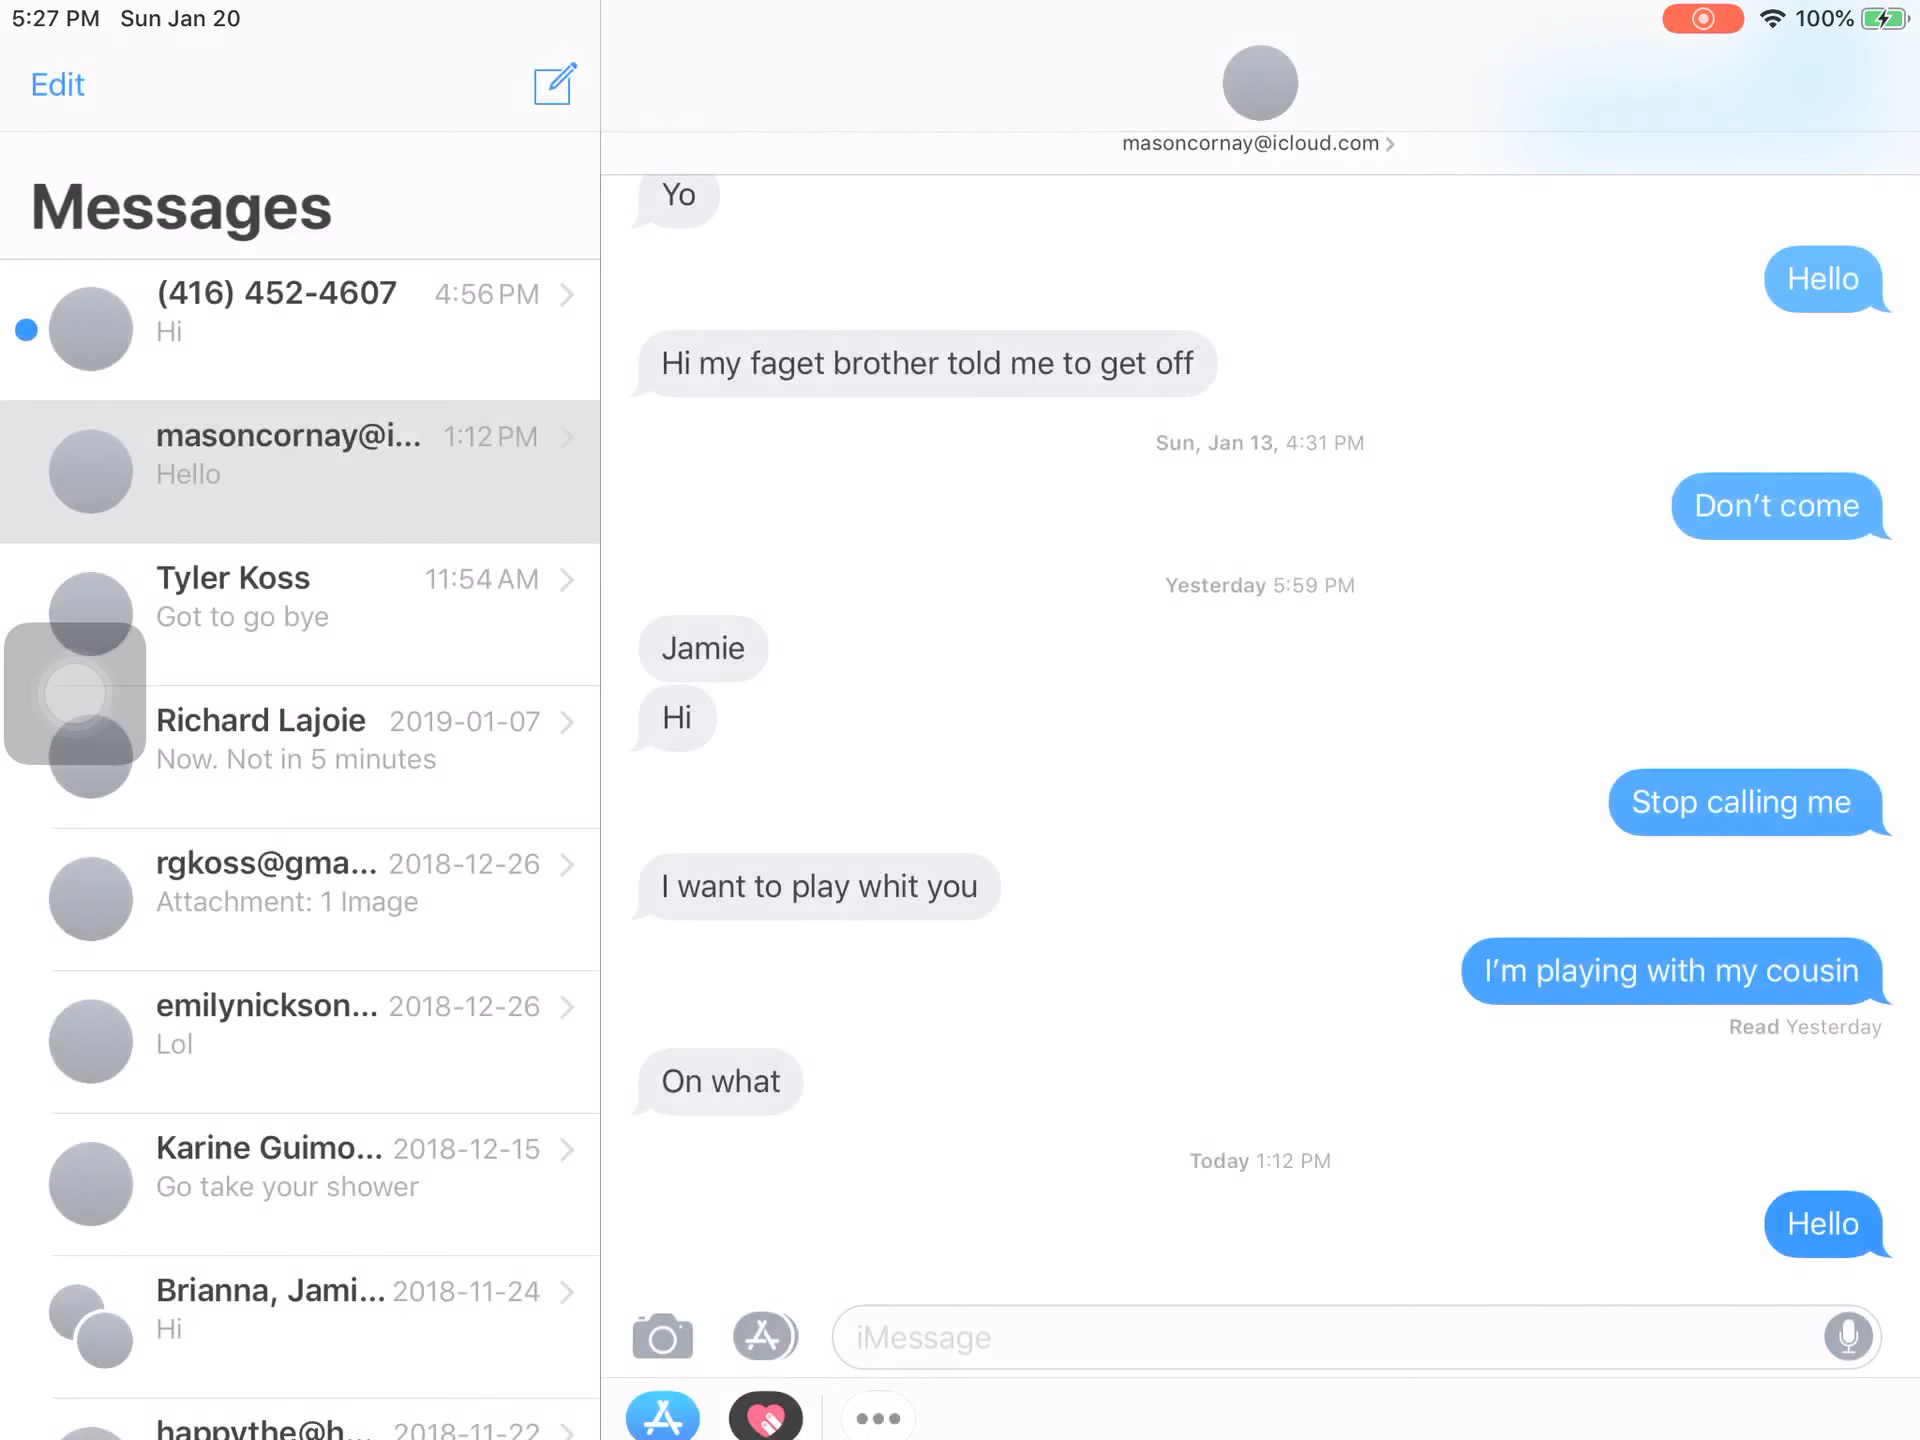 5:27 PM Sun Jan 20
100%
Edit
masoncornay@icloud.com
Messages
(416) 452-4607 4:56 PM
Hi
masoncornay@i... 1:12 PM
Hello
Tyler Koss 11:54 AM
Got to go bye
Richard Lajoie 2019-01-07
Now. Not in 5 minutes
rgkoss@gma... 2018-12-26
Attachment: 1 Image
emilynickson... 2018-12-26
Lol
Karine Guimo... 2018-12-15
Go take your shower
Brianna, Jami... 2018-11-24
Hi
happythe@h... 2018-11-22
Yo
Hello
Hi my faget brother told me to get off
Sun, Jan 13, 4:31 PM
Don't come
Yesterday 5:59 PM
Jamie
Hi
Stop calling me
I want to play whit you
I'm playing with my cousin
Read Yesterday
On what
Today 1:12 PM
Hello
iMessage